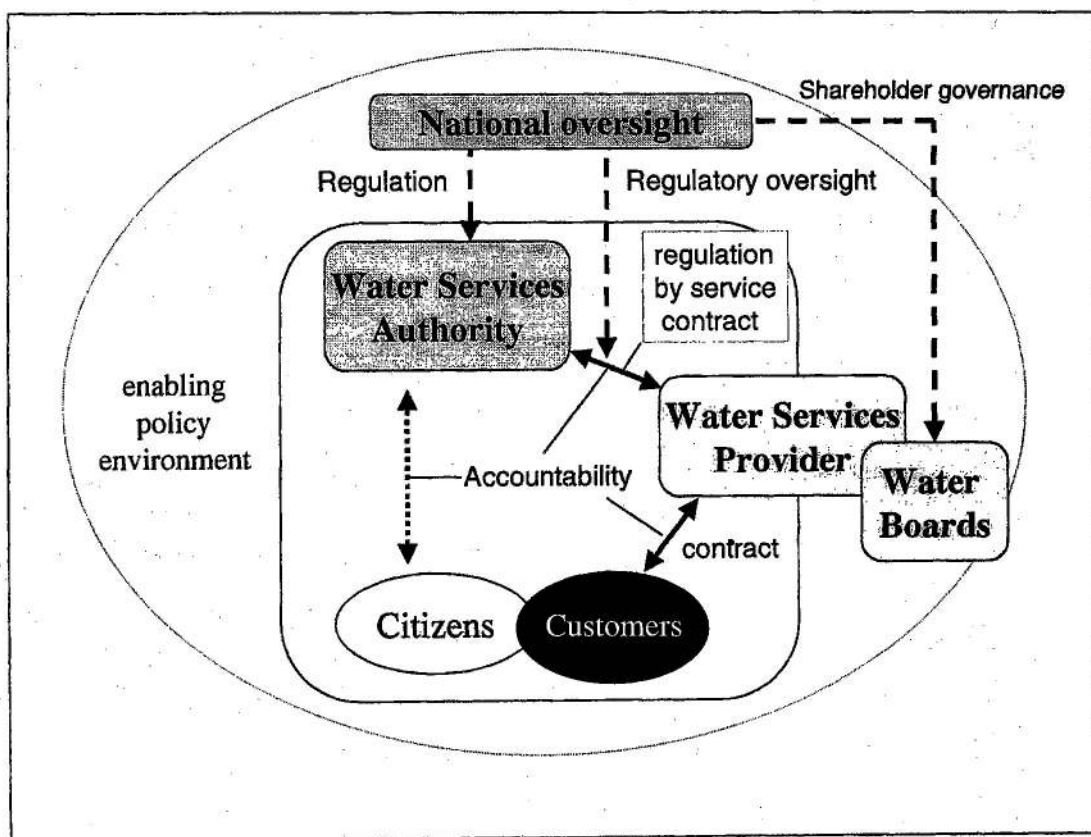 Shareholder governance
National oversight
Regulation
Regulatory oversight
Water Services
Authority
regulation
by service
contract
enabling
policy
environment
Water Services
Provider
Accountability
Water
Boards
contract
Citizens
Customers